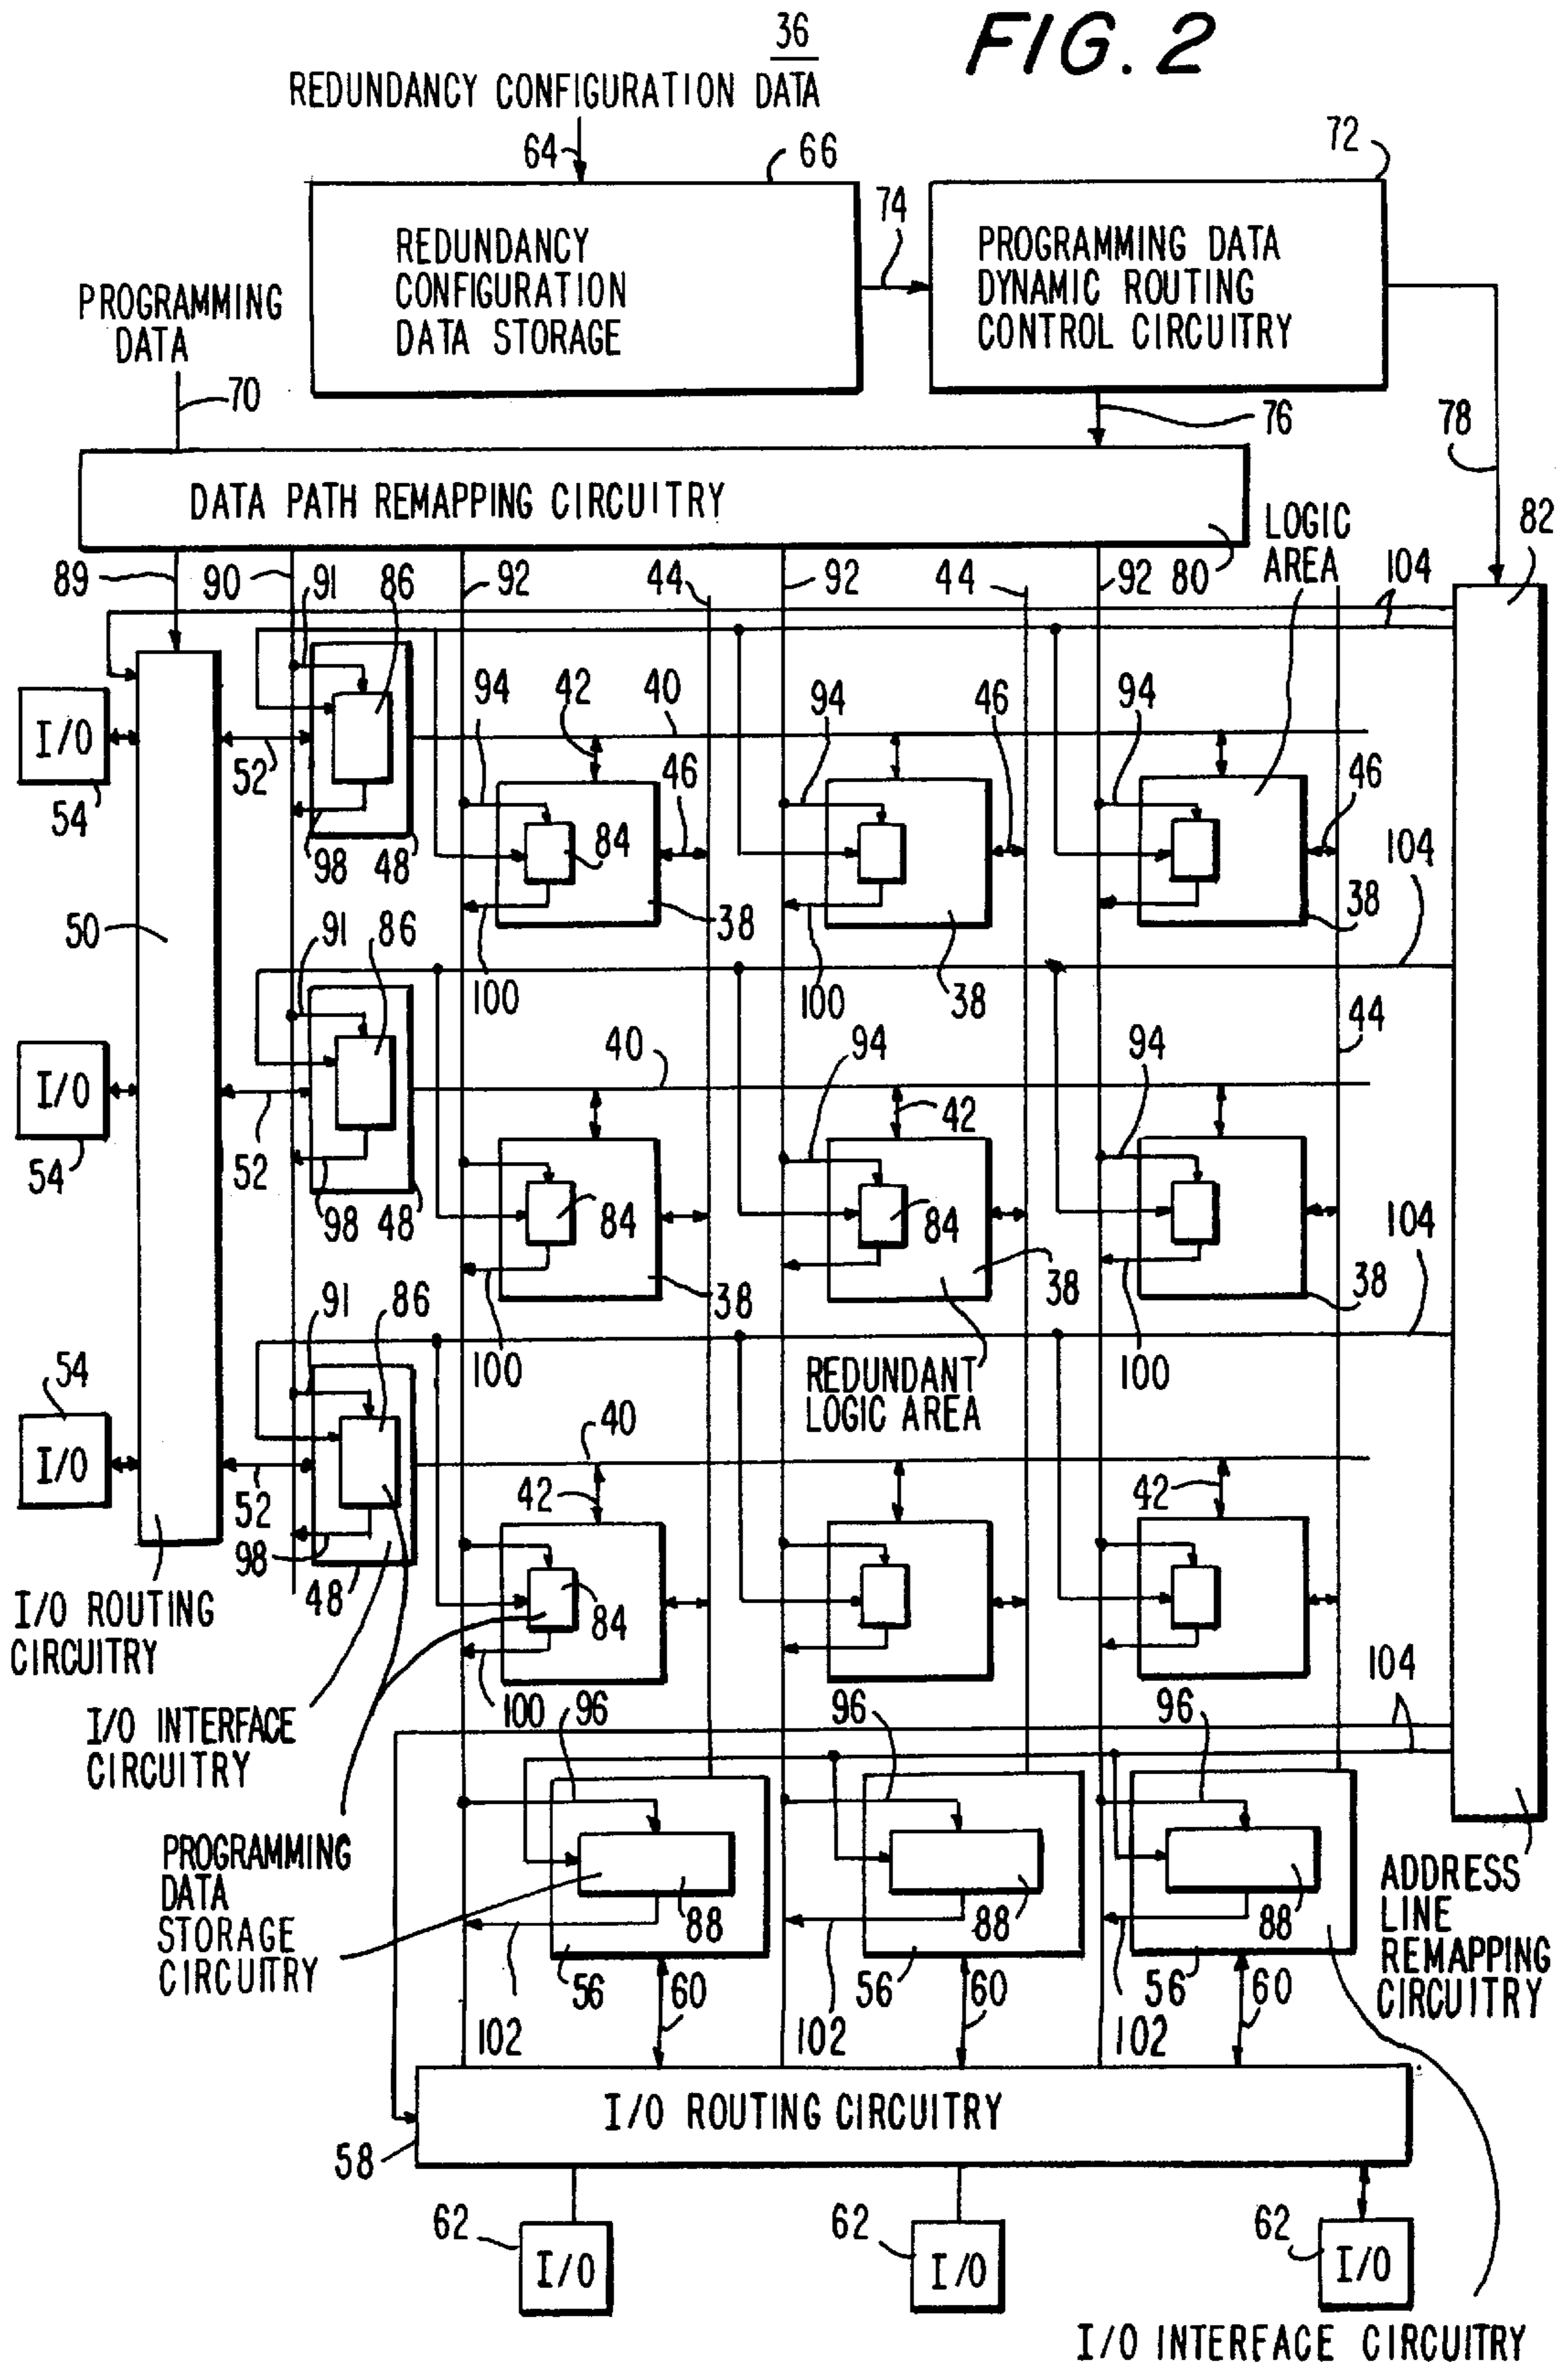 36
FIG. 2
REDUNDANCY CONFIGURATION DATA
64
66
72
REDUNDANCY
CONFIGURATION
DATA STORAGE
74
PROGRAMMING DATA
DYNAMIC ROUTING
CONTROL CIRCUITRY
PROGRAMMING
DATA
70
76
78
DATA PATH REMAPPING CIRCUITRY
LOGIC
AREA
82
89
90
91
86
92
44
92
44
92
80
104
94
42
40
94
46
94
I/O
52
46
46
54
84
104
98
48
38
38
50
91
86
100
100
38
104
44
40
94
94
I/O
42
54
52
98
48
84
84
104
38
38
38
91
86
100
REDUNDANT
LOGIC AREA
100
104
54
40
I/O
52
42
42
98
48
84
I/O ROUTING
CIRCUITRY
100
96
96
96
104
I/O INTERFACE
CIRCUITRY
PROGRAMMING
DATA
STORAGE
CIRCUITRY
88
88
88
ADDRESS
LINE
REMAPPING
CIRCUITRY
56
60
56
60
56
60
102
102
102
I/O ROUTING CIRCUITRY
58
62
62
62
I/O
I/O
I/O
I/O INTERFACE CIRCUITRY